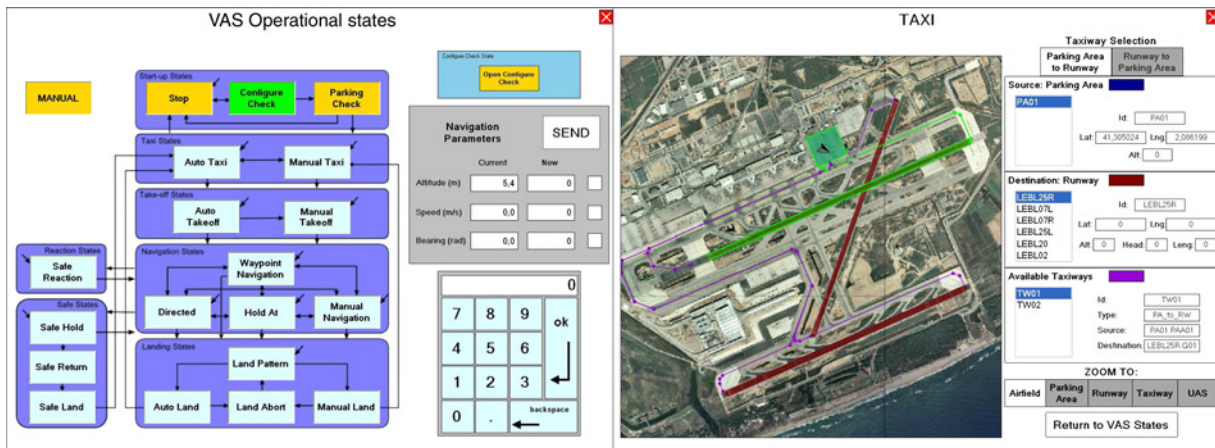 VAS Operational states
MANUAL
Start-up States
Stop
Configure
Check
Parking
Check
Taxi States
Auto Taxi
Manual Taxi
Take-off States
Auto
Takeoff
Manual
Takeoff
Reaction States
Safe
Reaction
Navigation States
Waypoint
Navigation
Directed
Hold At
Manual
Navigation
Safe States
Safe Hold
Safe Return
Safe Land
Landing States
Land Pattern
Auto Land
Land Abort
Manual Land
Configure Check State
Open Configure
Check
Navigation
Parameters
SEND
Current New
Altitude (m) 5,4 0
Speed (m/s) 0,0 0
Bearing (rad) 0,0 0
0
7 8 9 ok
4 5 6
1 2 3
0 . backspace
TAXI
Taxiway Selection
Parking Area
to Runway
Runway to
Parking Area
Source: Parking Area
PA01
Id: PA01
Lat: 41,305024 Lng: 2,086199
Alt: 0
Destination: Runway
LEBL25R
LEBL07L
LEBL07R
LEBL25L
LEBL20
LEBL02
Id: LEBL25R
Lat: 0 Lng: 0
Alt: 0 Head: 0 Leng: 0
Available Taxiways
TW01
TW02
Id: TW01
Type: PA_to_RW
Source: PA01.PAA01
Destination: LEBL25R.G01
ZOOM TO:
Airfield
Parking
Area
Runway
Taxiway
UAS
Return to VAS States